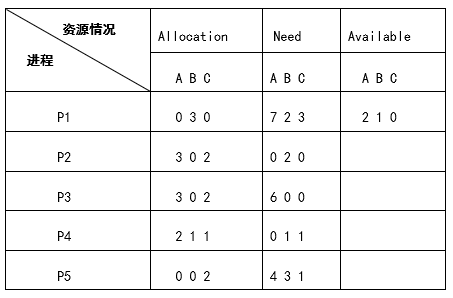 资源情况
进程
Allocation Need Available
A B C A B C A B C
P1 0 3 0 7 2 3 2 1 0
P2 3 0 2 0 2 0
P3 3 0 2 6 0 0
P4 2 1 1 0 1 1
P5 0 0 2 4 3 1